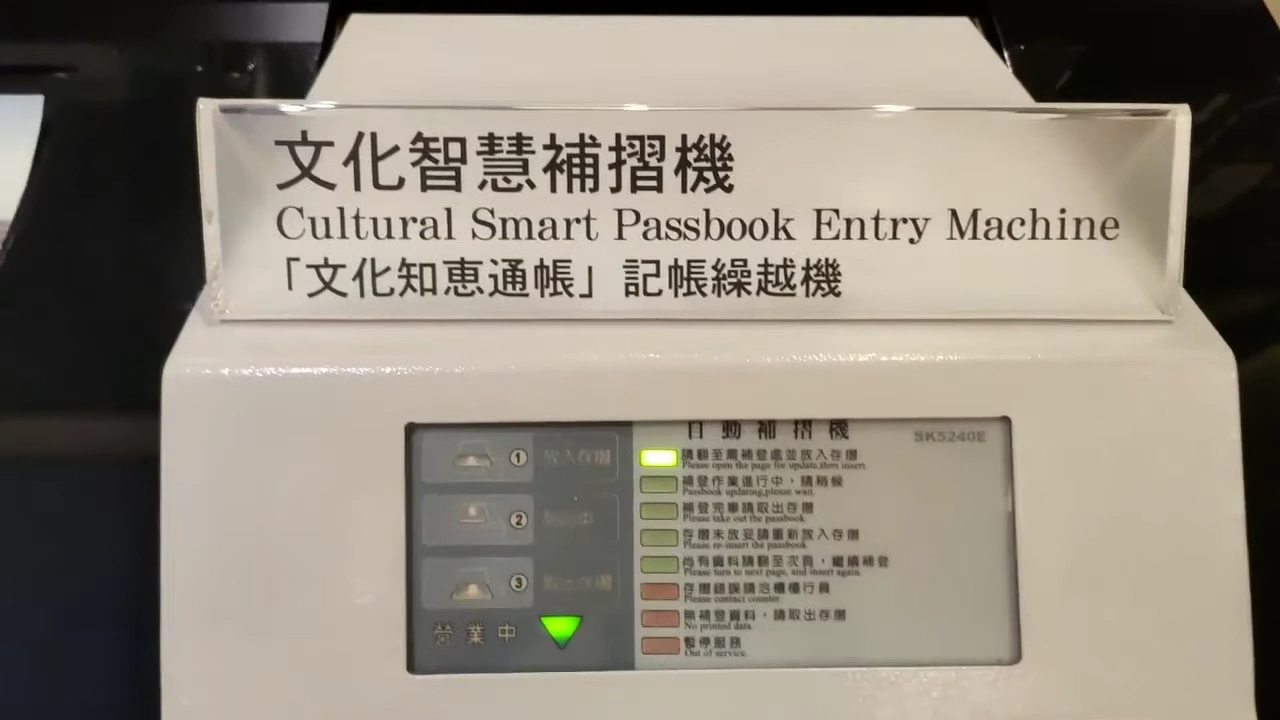 文化智慧補摺機
Cultural Smart Passbook Entry Machine
「文化知恵通帳」記帳繰越機
自動補摺機
SK5240E
① 放入存摺
②
③
營業中
請翻至需補登處並放入存摺
Please open the page for update,then insert
補登作業進行中，請稍候
Passbook updating,please wait.
補登完畢請取出存摺
Please take out the passbook.
存摺未放妥請重新放入存摺
Please re-insert the passbook.
尚有資料請翻至次頁，繼續補登
Please turn to next page, and insert again.
存摺錯誤請洽櫃檯行員
Please contact counter.
無補登資料，請取出存摺
No printed data.
暫停服務
Out of service.